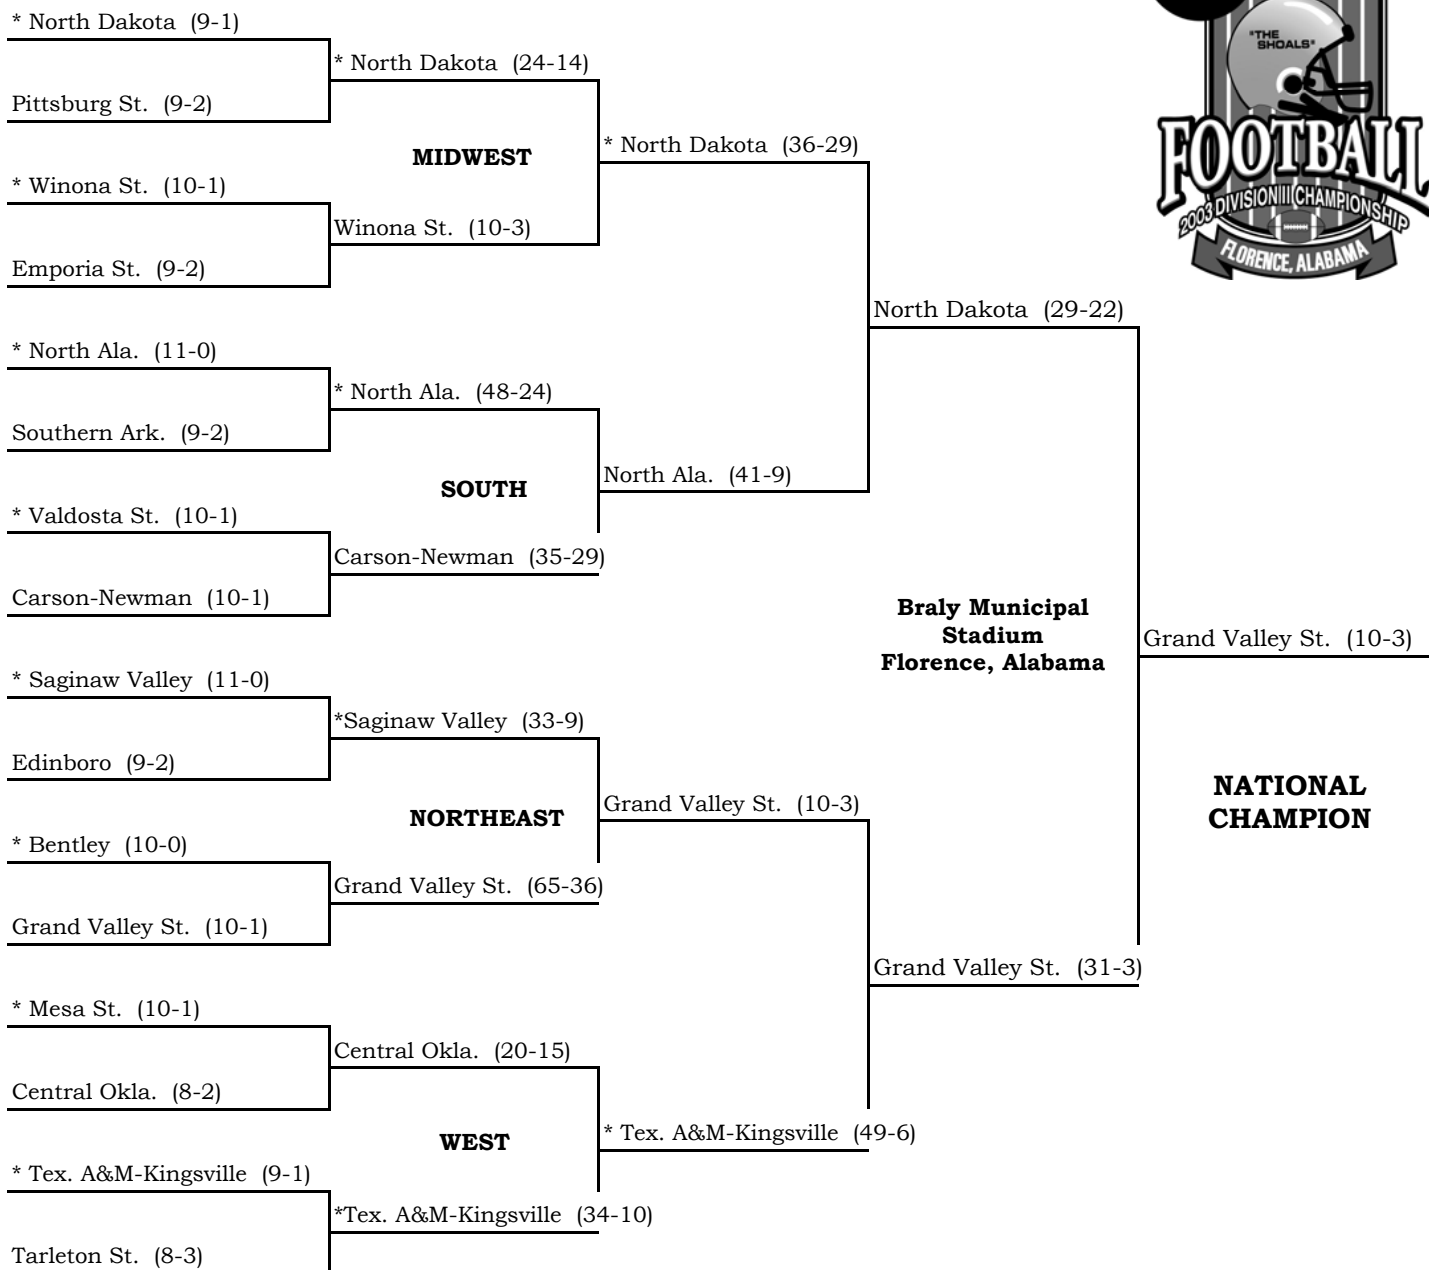 * North Dakota (9-1)
Pittsburg St. (9-2)
* Winona St. (10-1)
Emporia St. (9-2)
* North Ala. (11-0)
Southern Ark. (9-2)
* Valdosta St. (10-1)
Carson-Newman (10-1)
* Saginaw Valley (11-0)
Edinboro (9-2)
* Bentley (10-0)
Grand Valley St. (10-1)
* Mesa St. (10-1)
Central Okla. (8-2)
* Tex. A&M-Kingsville (9-1)
Tarleton St. (8-3)
* North Dakota (24-14)
MIDWEST
Winona St. (10-3)
* North Ala. (48-24)
SOUTH
Carson-Newman (35-29)
*Saginaw Valley (33-9)
NORTHEAST
Grand Valley St. (65-36)
Central Okla. (20-15)
WEST
*Tex. A&M-Kingsville (34-10)
* North Dakota (36-29)
North Ala. (41-9)
Grand Valley St. (10-3)
* Tex. A&M-Kingsville (49-6)
North Dakota (29-22)
Braly Municipal
Stadium
Florence, Alabama
Grand Valley St. (31-3)
"THE
SHOALS"
FOOTBALL
2003 DIVISION II CHAMPIONSHIP
FLORENCE, ALABAMA
Grand Valley St. (10-3)
NATIONAL
CHAMPION